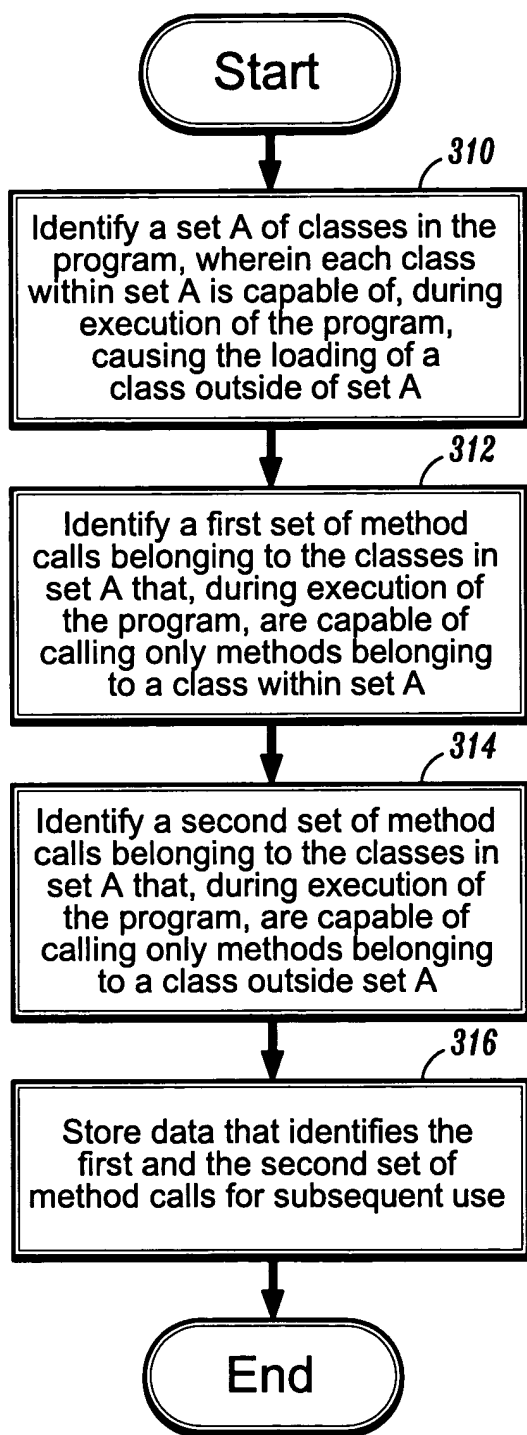 Start
310
Identify a set A of classes in the
program, wherein each class
within set A is capable of, during
execution of the program,
causing the loading of a
class outside of set A
312
Identify a first set of method
calls belonging to the classes in
set A that, during execution of
the program, are capable of
calling only methods belonging
to a class within set A
314
Identify a second set of method
calls belonging to the classes in
set A that, during execution of
the program, are capable of
calling only methods belonging
to a class outside set A
316
Store data that identifies the
first and the second set of
method calls for subsequent use
End